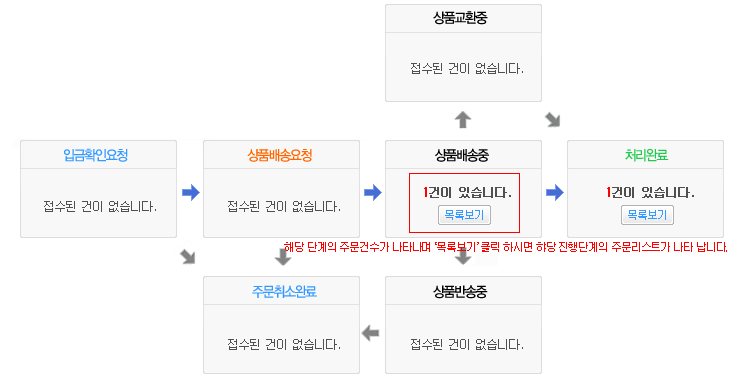 상품교환중
접수된 건이 없습니다.
입금확인요청
접수된 건이 없습니다.
상품배송요청
접수된 건이 없습니다.
상품배송중
1건이 있습니다.
목록보기
처리완료
1건이 있습니다.
목록보기
해당 단계의 주문건수가 나타내며 '목록보기' 클릭 하시면 하당 진행단계의 주문리스트가 나타 납니다.
주문취소완료
접수된 건이 없습니다.
상품반송중
접수된 건이 없습니다.